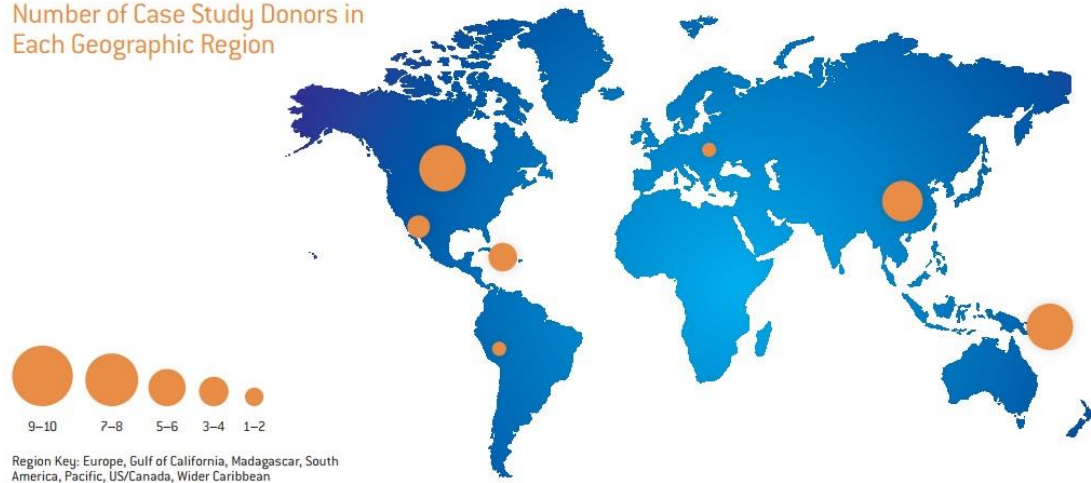 Number of Case Study Donors in
Each Geographic Region
9–10
7–8
5–6
3–4
1–2
Region Key: Europe, Gulf of California, Madagascar, South
America, Pacific, US/Canada, Wider Caribbean